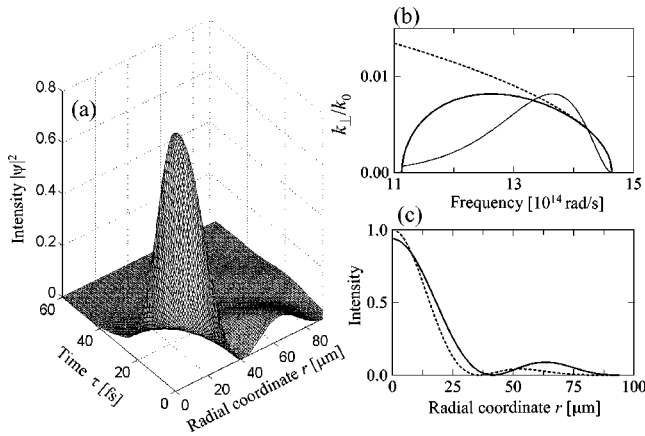 (a)
Intensity |ψ|²
0.8
0.6
0.4
0.2
0
60
40
20
0
Time τ [fs]
0
20
40
60
80
Radial coordinate r [μm]
(b)
k⊥/k0
0.01
0.00
11
13
15
Frequency [10¹⁴ rad/s]
(c)
Intensity
1.0
0.5
0.0
0
25
50
75
100
Radial coordinate r [μm]